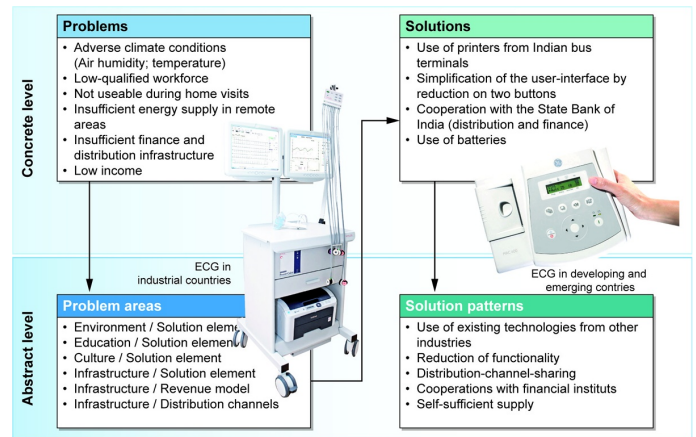 Problems
• Adverse climate conditions
(Air humidity; temperature)
• Low-qualified workforce
• Not useable during home visits
• Insufficient energy supply in remote
areas
• Insufficient finance and
distribution infrastructure
• Low income
Solutions
• Use of printers from Indian bus
terminals
• Simplification of the user-interface by
reduction on two buttons
• Cooperation with the State Bank of
India (distribution and finance)
• Use of batteries
Concrete level
ECG in
industrial countries
ECG in developing and
emerging contries
Abstract level
Problem areas
• Environment / Solution eleme
• Education / Solution element
• Culture / Solution element
• Infrastructure / Solution element
• Infrastructure / Revenue model
• Infrastructure / Distribution channels
Solution patterns
• Use of existing technologies from other
industries
• Reduction of functionality
• Distribution-channel-sharing
• Cooperations with financial instituts
• Self-sufficient supply